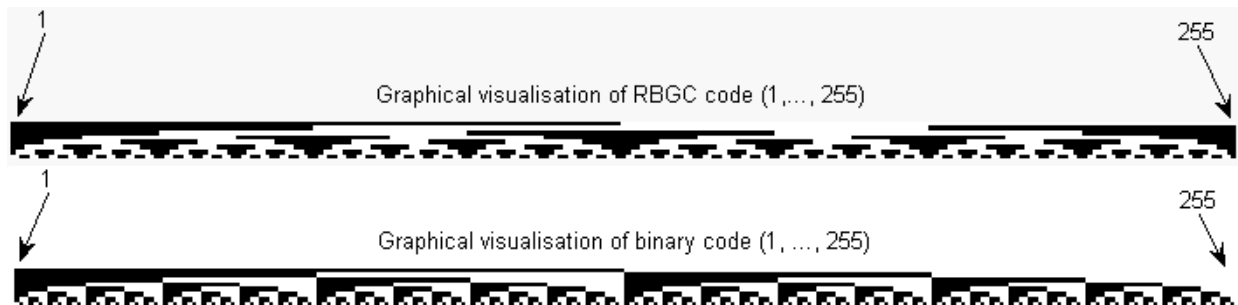 1
255
Graphical visualisation of RBGC code (1,..., 255)
1
255
Graphical visualisation of binary code (1, ..., 255)